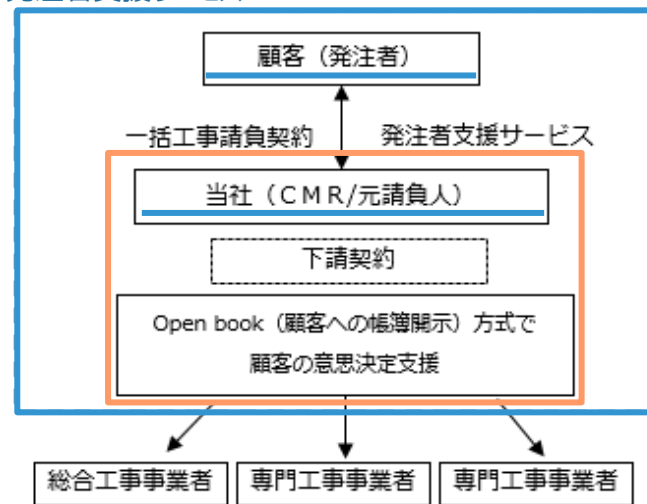 顧客（発注者）
一括工事請負契約 発注者支援サービス
当社（ＣＭＲ/元請負人）
下請契約
Open book（顧客への帳簿開示）方式で
顧客の意思決定支援
総合工事事業者 専門工事事業者 専門工事事業者